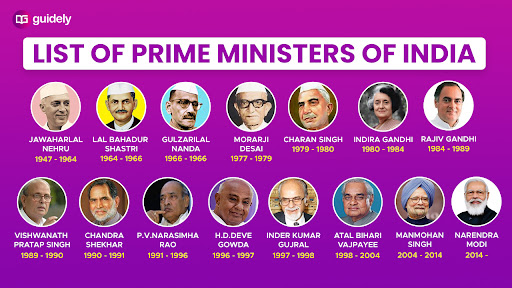 guidely
LIST OF PRIME MINISTERS OF INDIA
JAWAHARLAL
NEHRU
1947 - 1964
LAL BAHADUR
SHASTRI
1964 - 1966
GULZARILAL
NANDA
1966 - 1966
MORARJI
DESAI
1977 - 1979
CHARAN SINGH
1979 - 1980
INDIRA GANDHI
1980 - 1984
RAJIV GANDHI
1984 - 1989
VISHWANATH
PRATAP SINGH
1989 - 1990
CHANDRA
SHEKHAR
1990 - 1991
P.V.NARASIMHA
RAO
1991 - 1996
H.D.DEVE
GOWDA
1996 - 1997
INDER KUMAR
GUJRAL
1997 - 1998
ATAL BIHARI
VAJPAYEE
1998 - 2004
MANMOHAN
SINGH
2004 - 2014
NARENDRA
MODI
2014 -